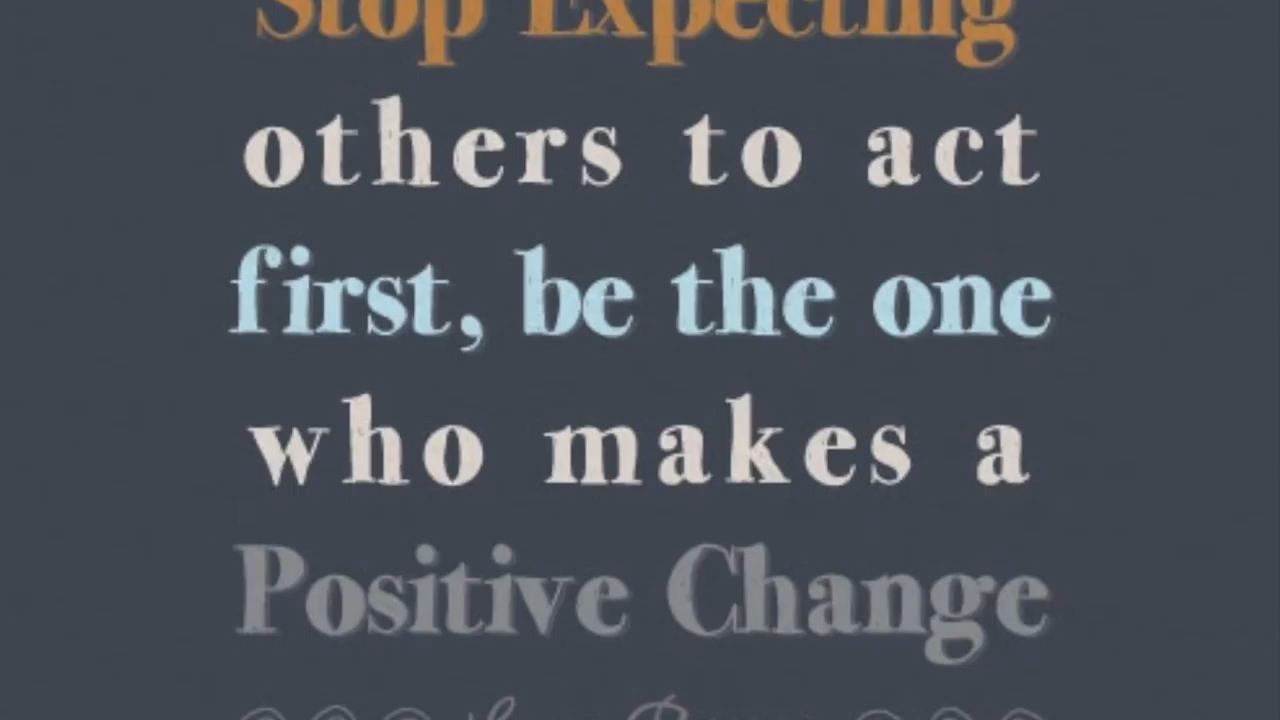 Stop Expecting
others to act
first, be the one
who makes a
Positive Change